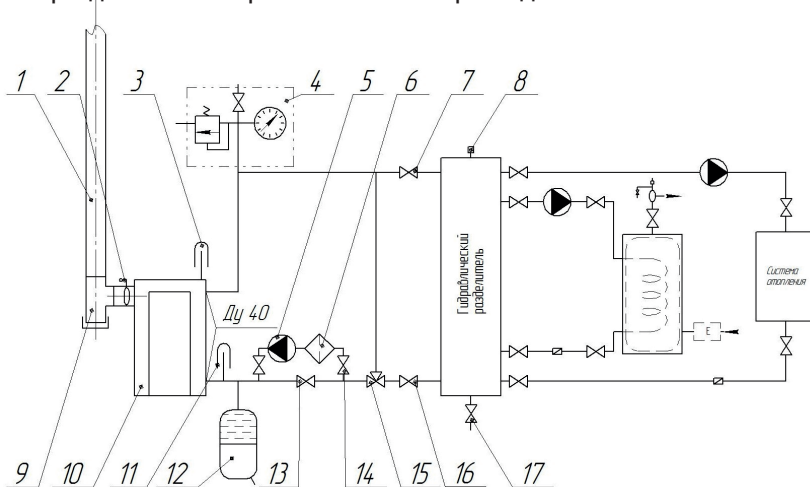 1 2 3 4 5 6 7 8
Ду 40
Гидравлический
разделитель
Система
отопления
E
9 10 11 12 13 14 15 16 17